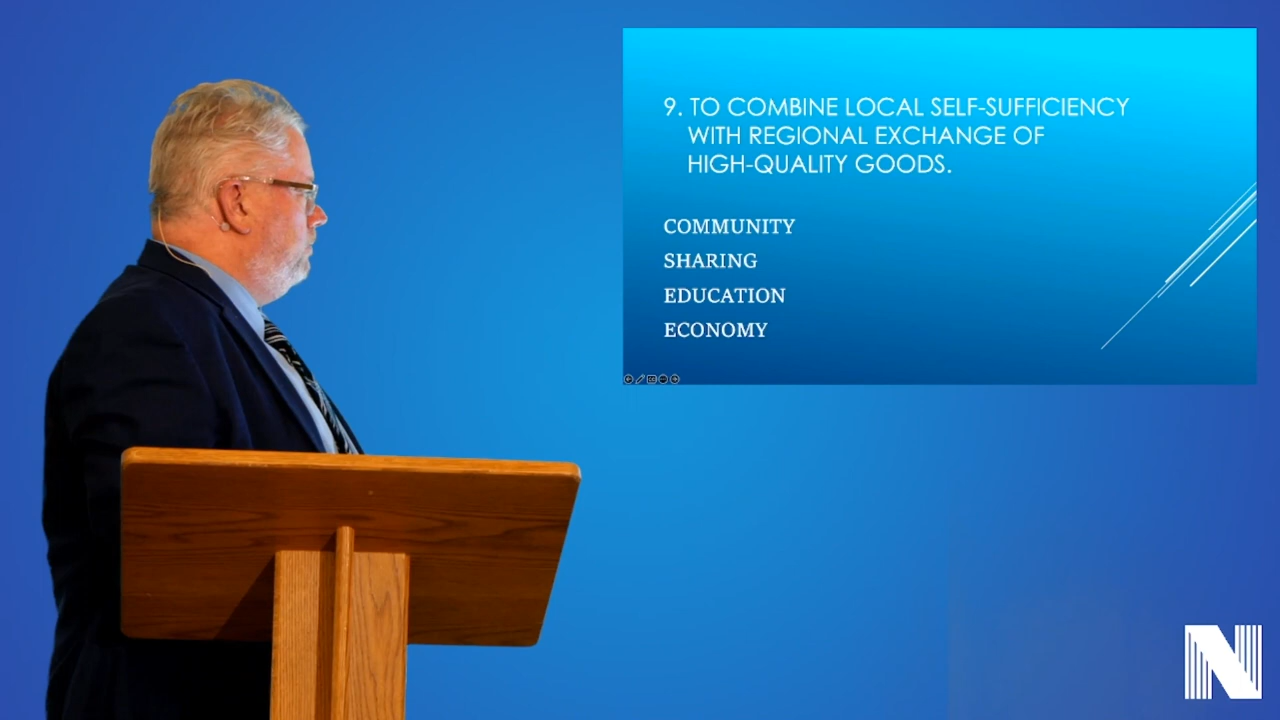 9. TO COMBINE LOCAL SELF-SUFFICIENCY
WITH REGIONAL EXCHANGE OF
HIGH-QUALITY GOODS.
COMMUNITY
SHARING
EDUCATION
ECONOMY
N